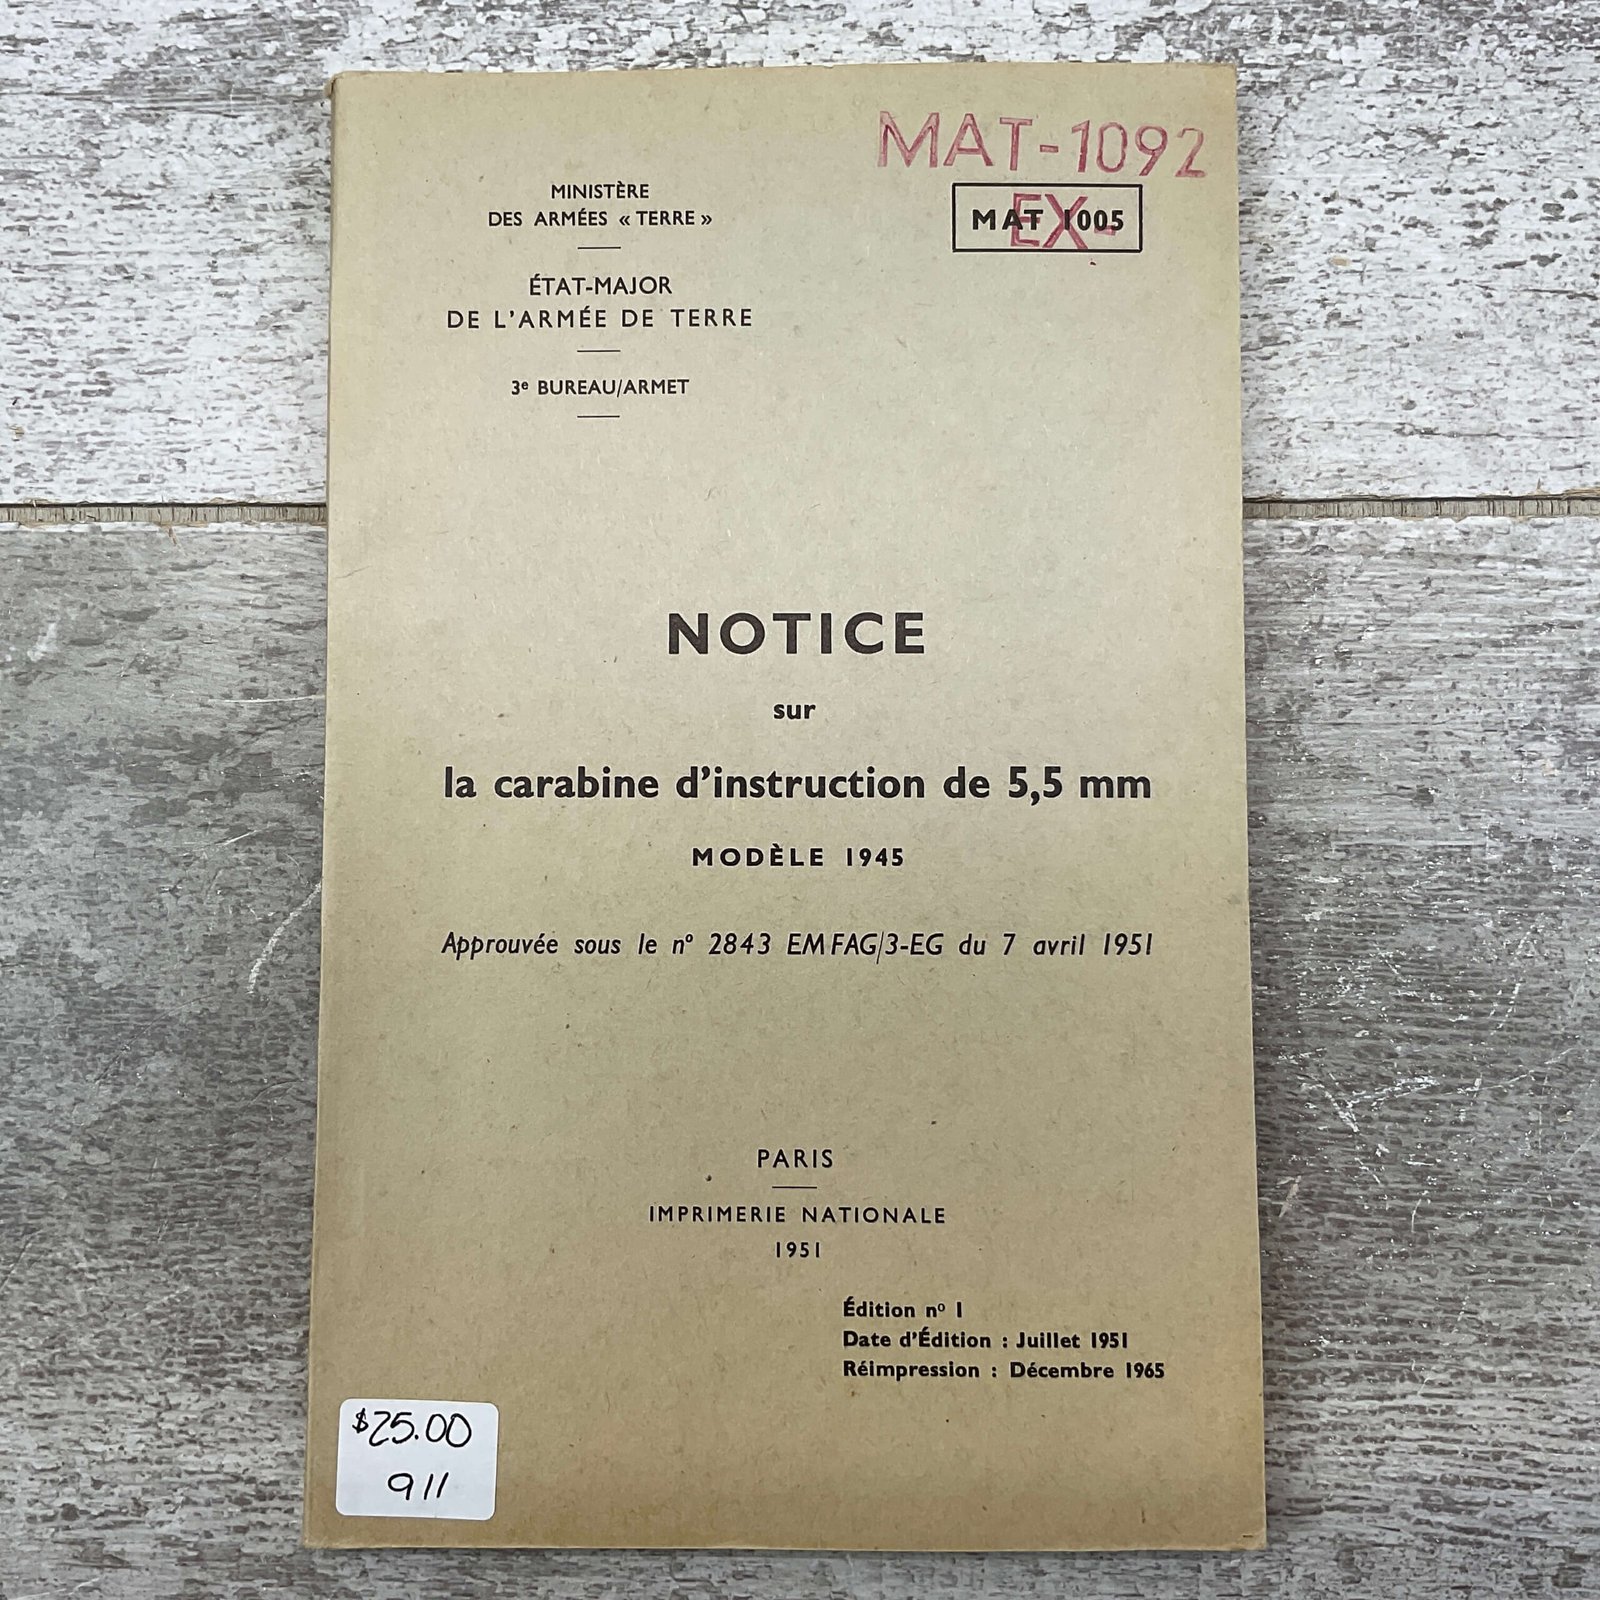 MAT-1092
MINISTÈRE
DES ARMÉES « TERRE »
EX-
MAT 1005
ÉTAT-MAJOR
DE L'ARMÉE DE TERRE
3e BUREAU/ARMET
NOTICE
sur
la carabine d'instruction de 5,5 mm
MODÈLE 1945
Approuvée sous le nº 2843 EMFAG/3-EG du 7 avril 1951
PARIS
IMPRIMERIE NATIONALE
1951
Édition nº 1
Date d'Édition : Juillet 1951
Réimpression : Décembre 1965
$25.00
911